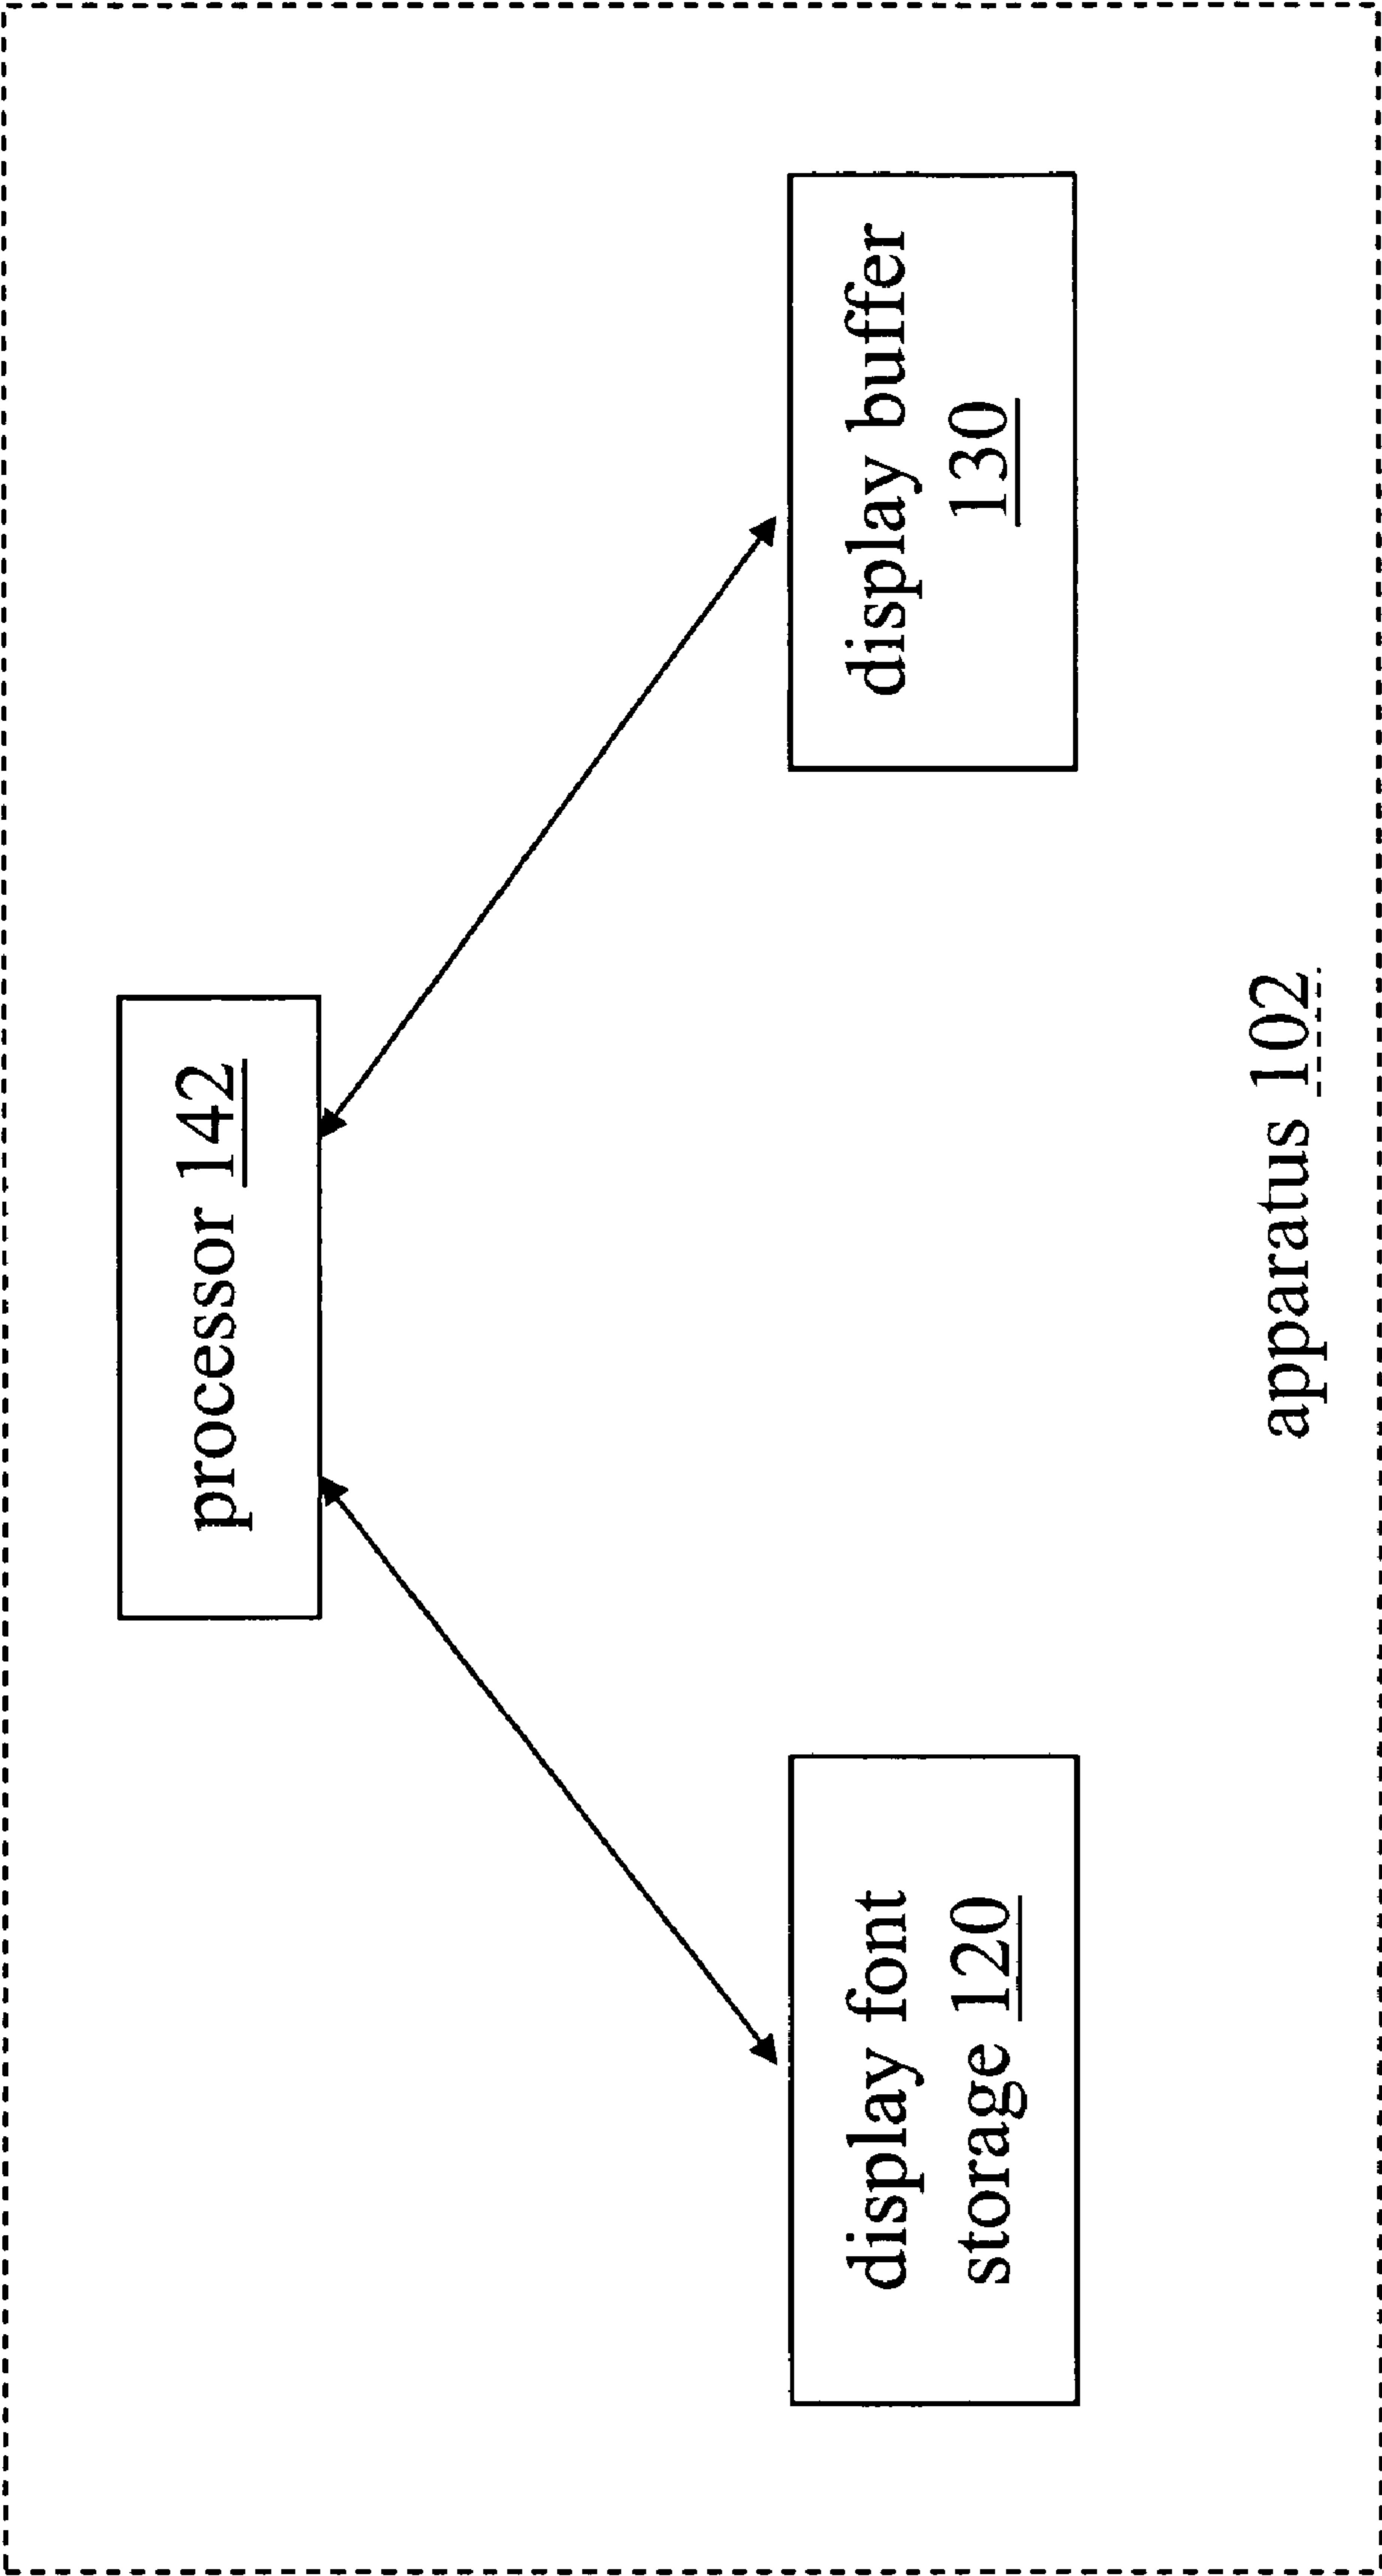 processor 142
display font
storage 120
display buffer
130
apparatus 102